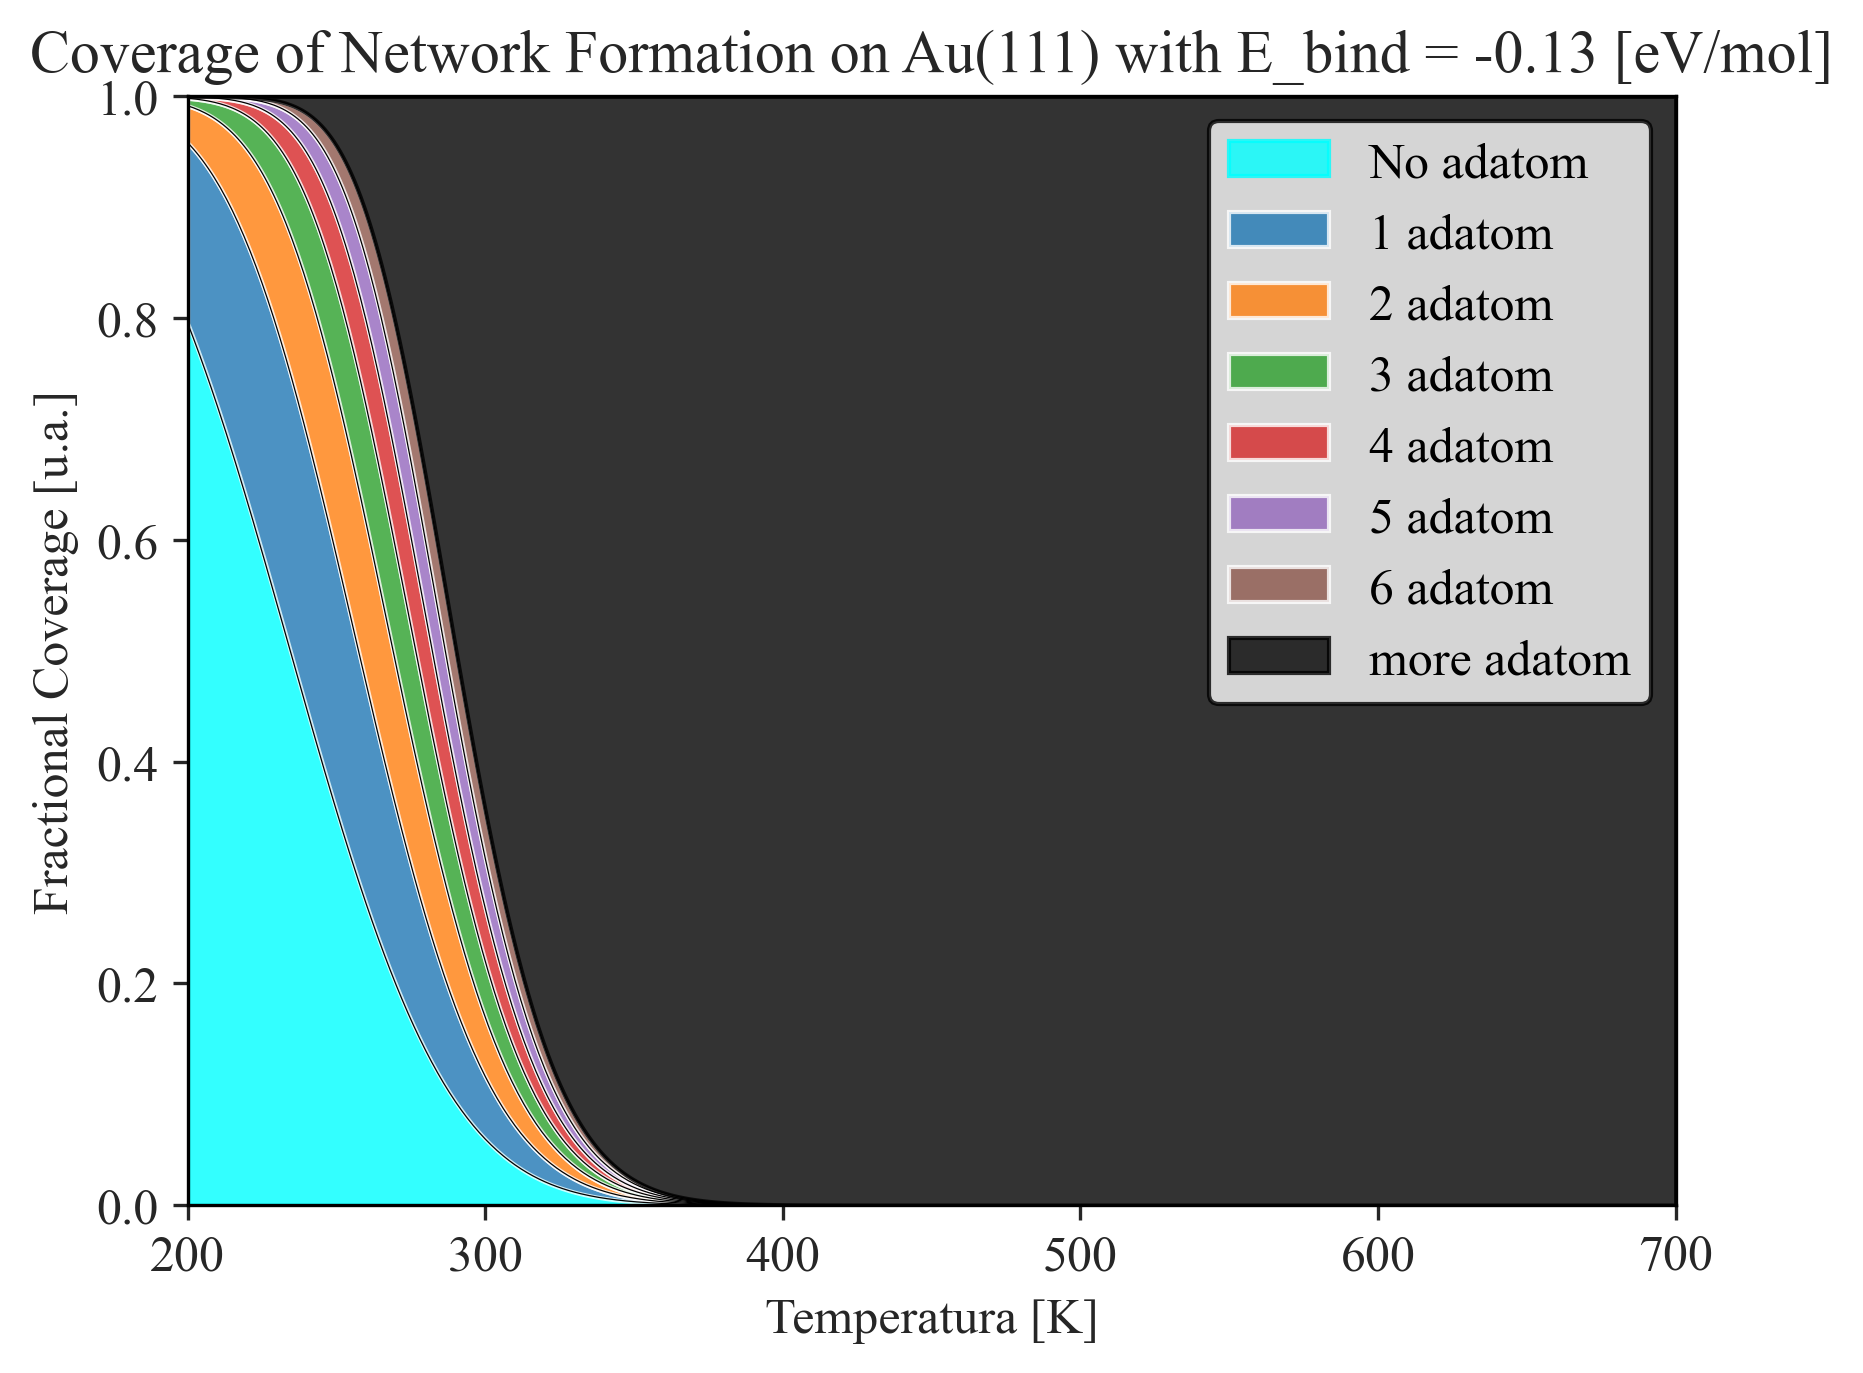 Coverage of Network Formation on Au(111) with E_bind = -0.13 [eV/mol]
1.0
0.8
0.6
0.4
0.2
0.0
Fractional Coverage [u.a.]
No adatom
1 adatom
2 adatom
3 adatom
4 adatom
5 adatom
6 adatom
more adatom
200 300 400 500 600 700
Temperatura [K]